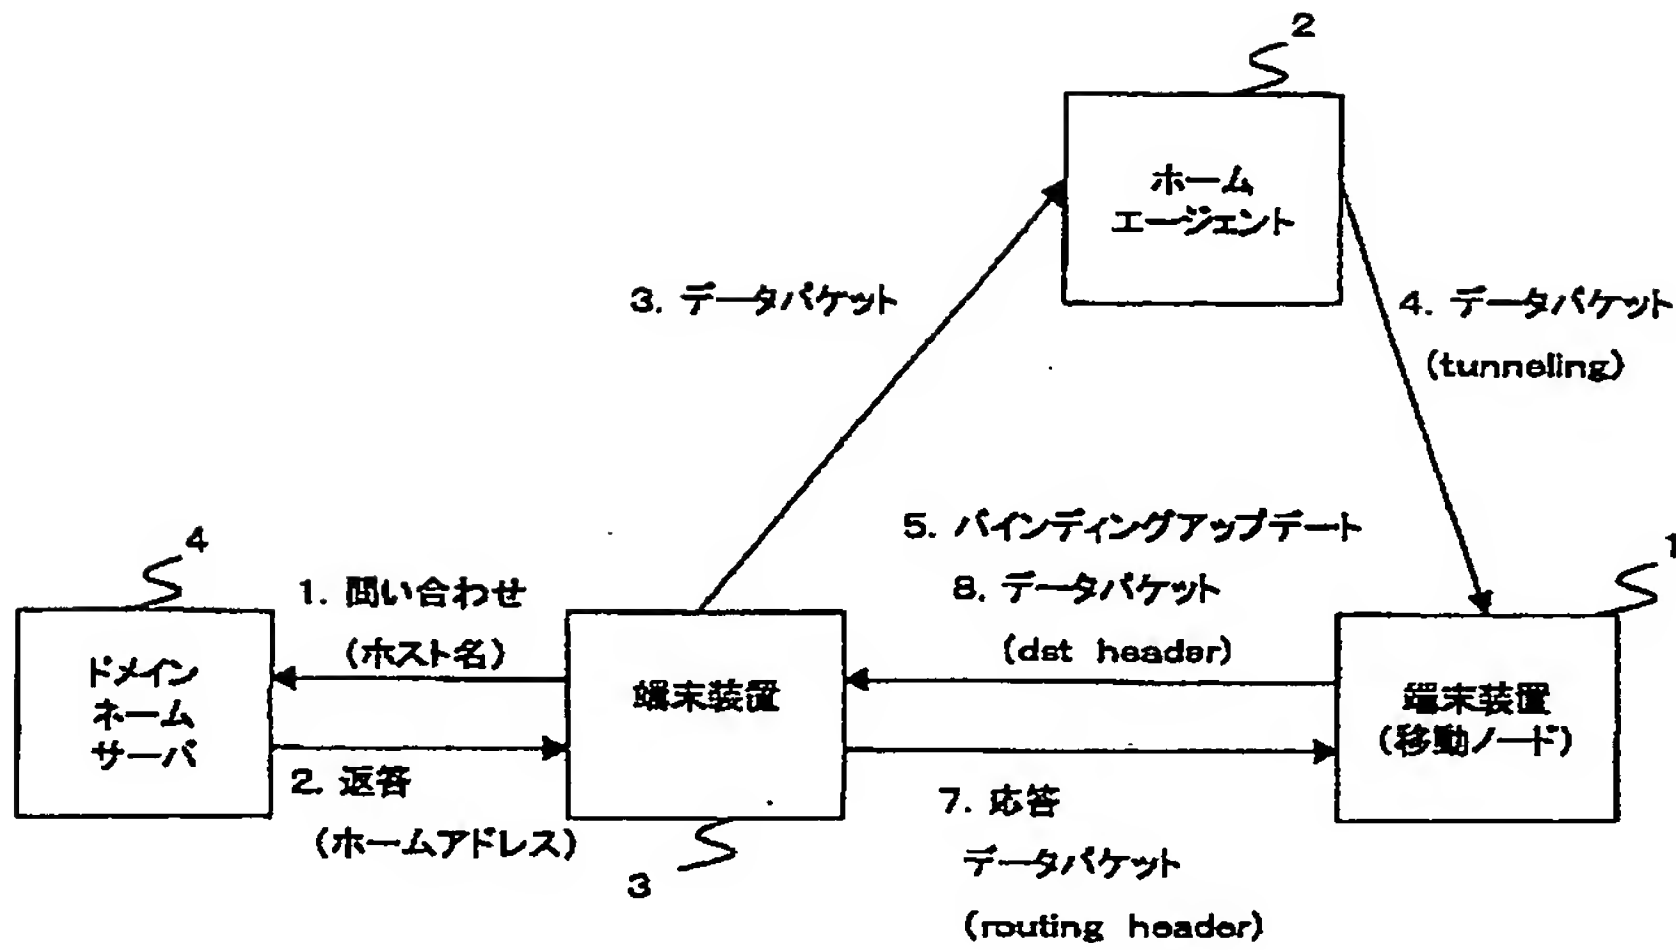 2
ホーム
エージェント
3. データパケット
4. データパケット
(tunneling)
5. バインディングアップデート
8. データパケット
(dst header)
4
1. 問い合わせ
(ホスト名)
1
ドメイン
ネーム
サーバ
端末装置
端末装置
(移動ノード)
2. 返答
(ホームアドレス)
7. 応答
データパケット
(routing header)
3